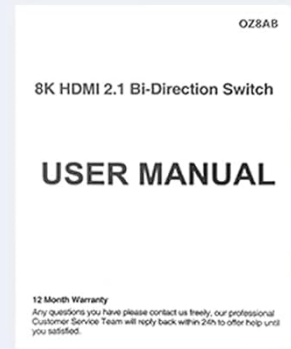 OZ8AB
8K HDMI 2.1 Bi-Direction Switch
USER MANUAL
12 Month Warranty
Any questions you have please contact us freely, our professional
Customer Service Team will reply back within 24h to offer help until
you satisfied.